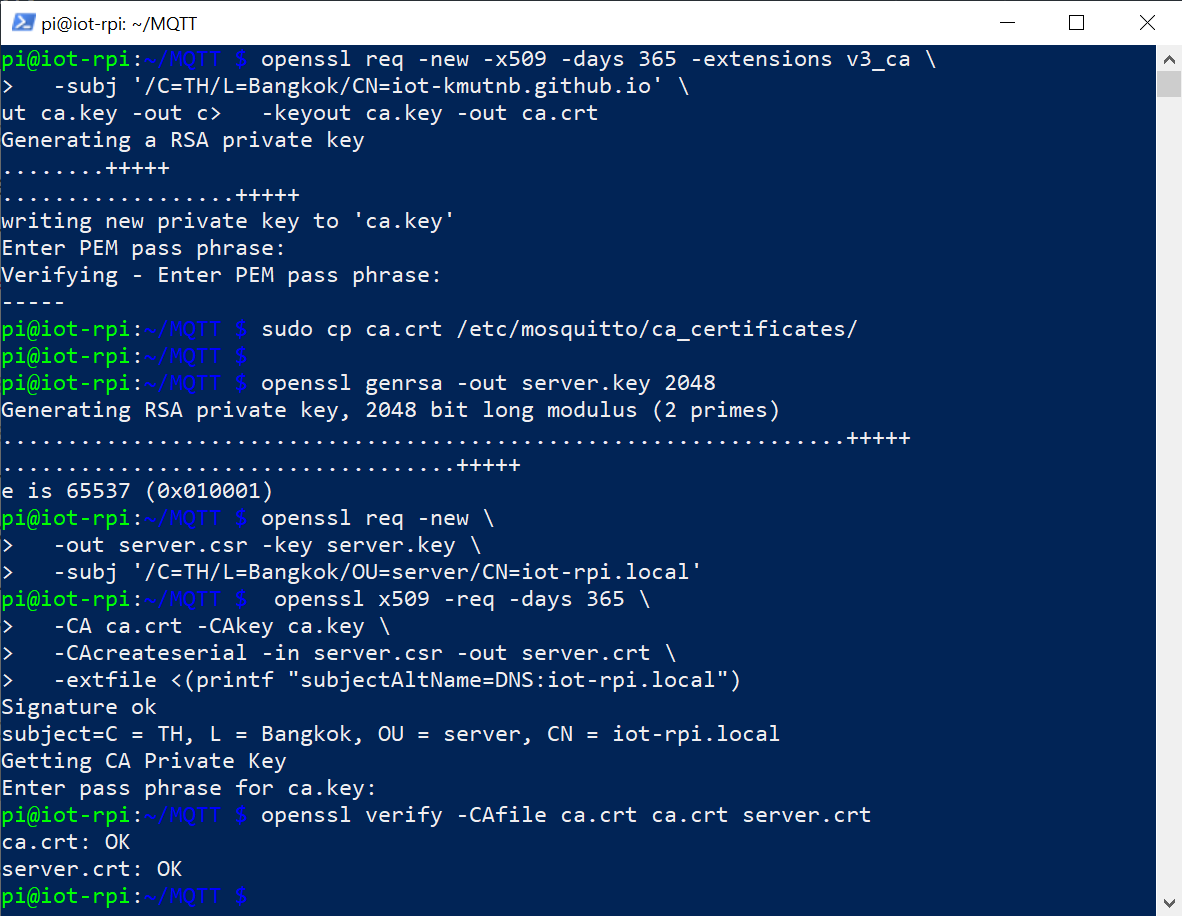 pi@iot-rpi: ~/MQTT
pi@iot-rpi:~/MQTT $ openssl req -new -x509 -days 365 -extensions v3_ca \
>   -subj '/C=TH/L=Bangkok/CN=iot-kmutnb.github.io' \
ut ca.key -out c>   -keyout ca.key -out ca.crt
Generating a RSA private key
........+++++
..................+++++
writing new private key to 'ca.key'
Enter PEM pass phrase:
Verifying - Enter PEM pass phrase:
-----
pi@iot-rpi:~/MQTT $ sudo cp ca.crt /etc/mosquitto/ca_certificates/
pi@iot-rpi:~/MQTT $
pi@iot-rpi:~/MQTT $ openssl genrsa -out server.key 2048
Generating RSA private key, 2048 bit long modulus (2 primes)
.................................................................+++++
...................................+++++
e is 65537 (0x010001)
pi@iot-rpi:~/MQTT $ openssl req -new \
>   -out server.csr -key server.key \
>   -subj '/C=TH/L=Bangkok/OU=server/CN=iot-rpi.local'
pi@iot-rpi:~/MQTT $  openssl x509 -req -days 365 \
>   -CA ca.crt -CAkey ca.key \
>   -CAcreateserial -in server.csr -out server.crt \
>   -extfile <(printf "subjectAltName=DNS:iot-rpi.local")
Signature ok
subject=C = TH, L = Bangkok, OU = server, CN = iot-rpi.local
Getting CA Private Key
Enter pass phrase for ca.key:
pi@iot-rpi:~/MQTT $ openssl verify -CAfile ca.crt ca.crt server.crt
ca.crt: OK
server.crt: OK
pi@iot-rpi:~/MQTT $